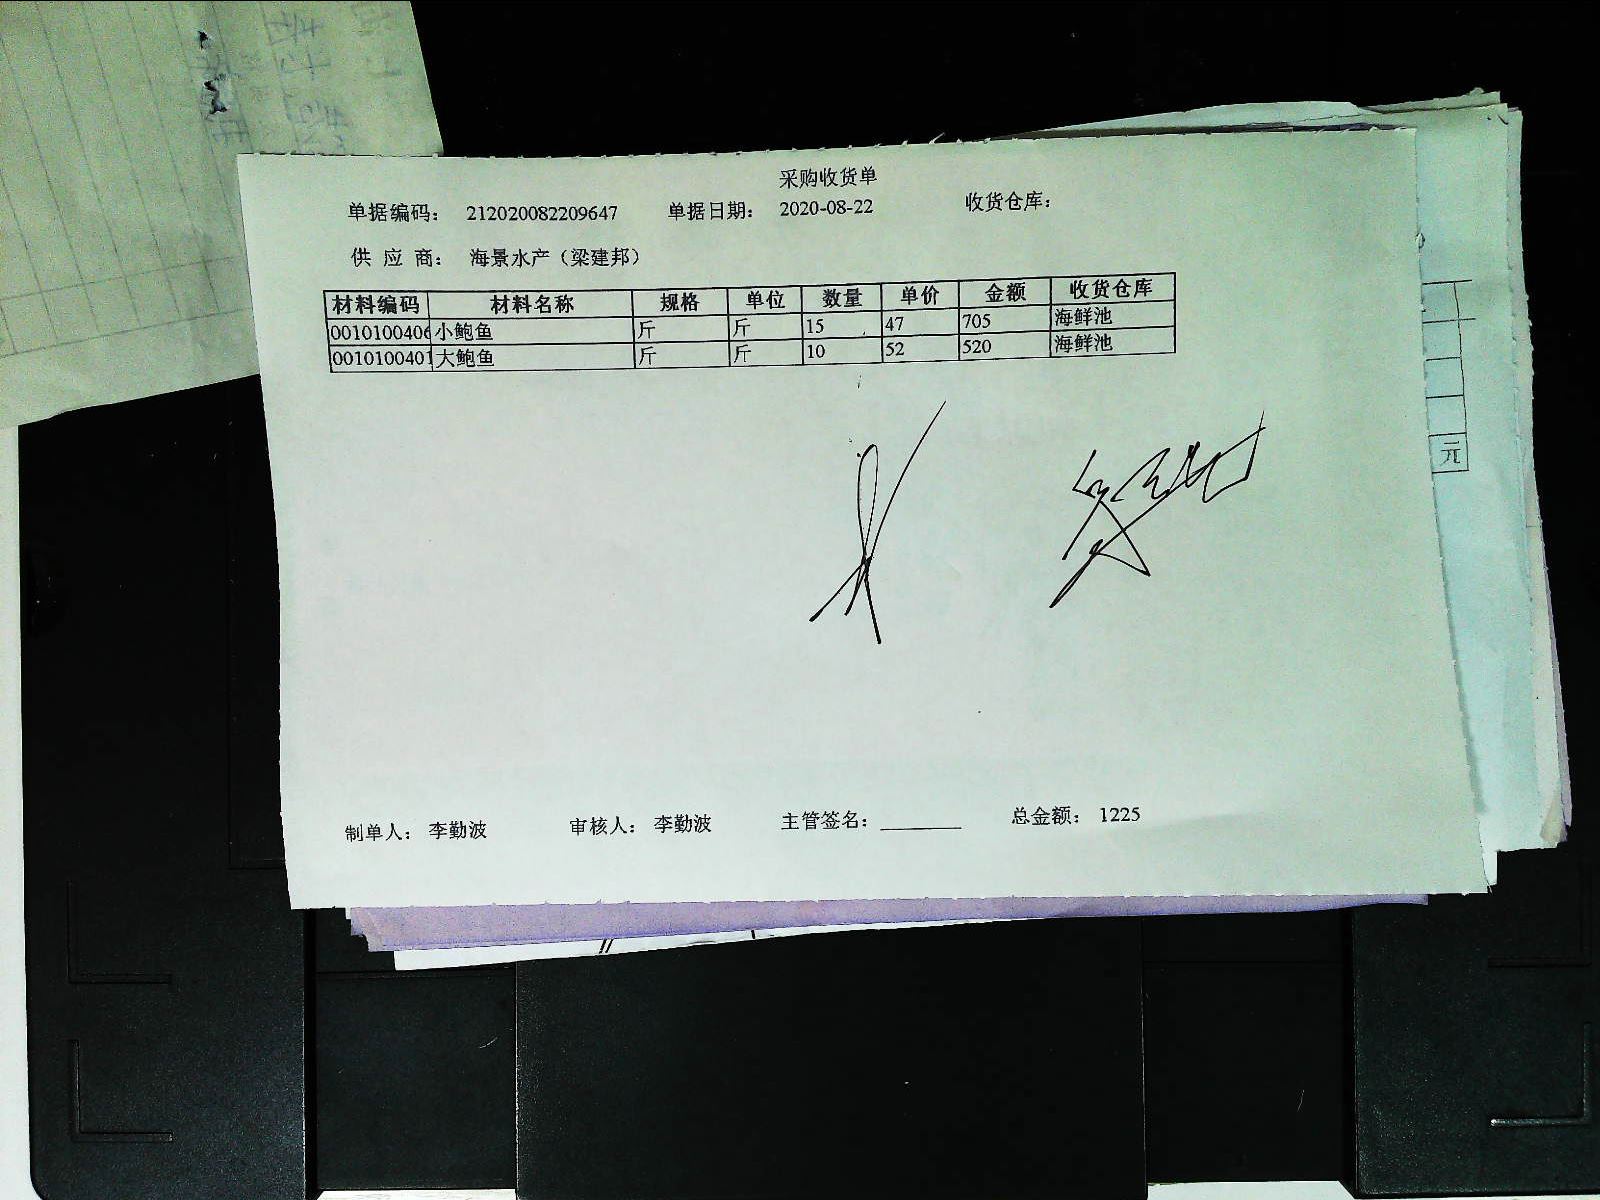 采购收货单
单据编码: 212020082209647 单据日期: 2020-08-22 收货仓库:
供 应 商: 海景水产（梁建邦）
材料编码 材料名称 规格 单位 数量 单价 金额 收货仓库
0010100406 小鲍鱼 斤 斤 15 47 705 海鲜池
0010100401 大鲍鱼 斤 斤 10 52 520 海鲜池
元
制单人: 李勤波 审核人: 李勤波 主管签名: ________ 总金额: 1225